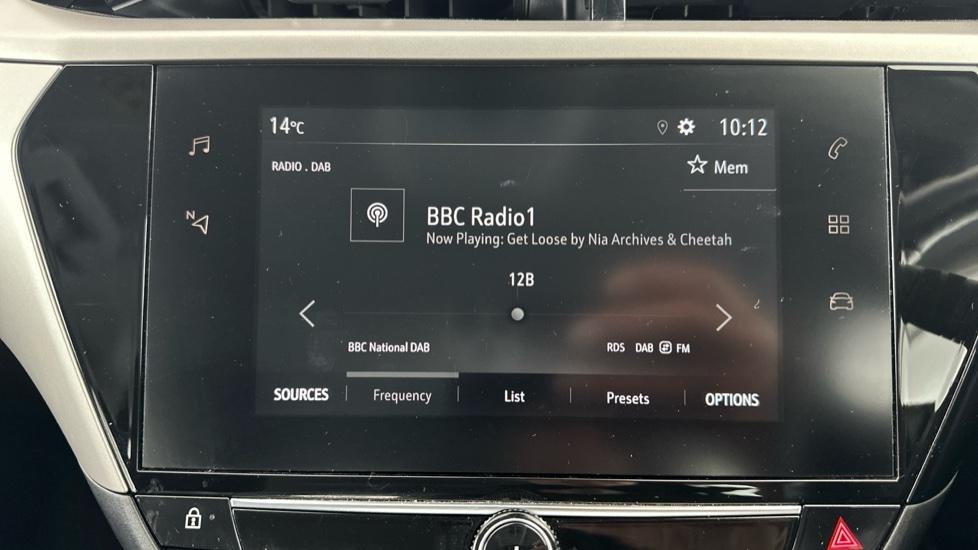 14°C 10:12
RADIO . DAB Mem
N
BBC Radio1
Now Playing: Get Loose by Nia Archives & Cheetah
12B
BBC National DAB RDS DAB FM
SOURCES Frequency List Presets OPTIONS